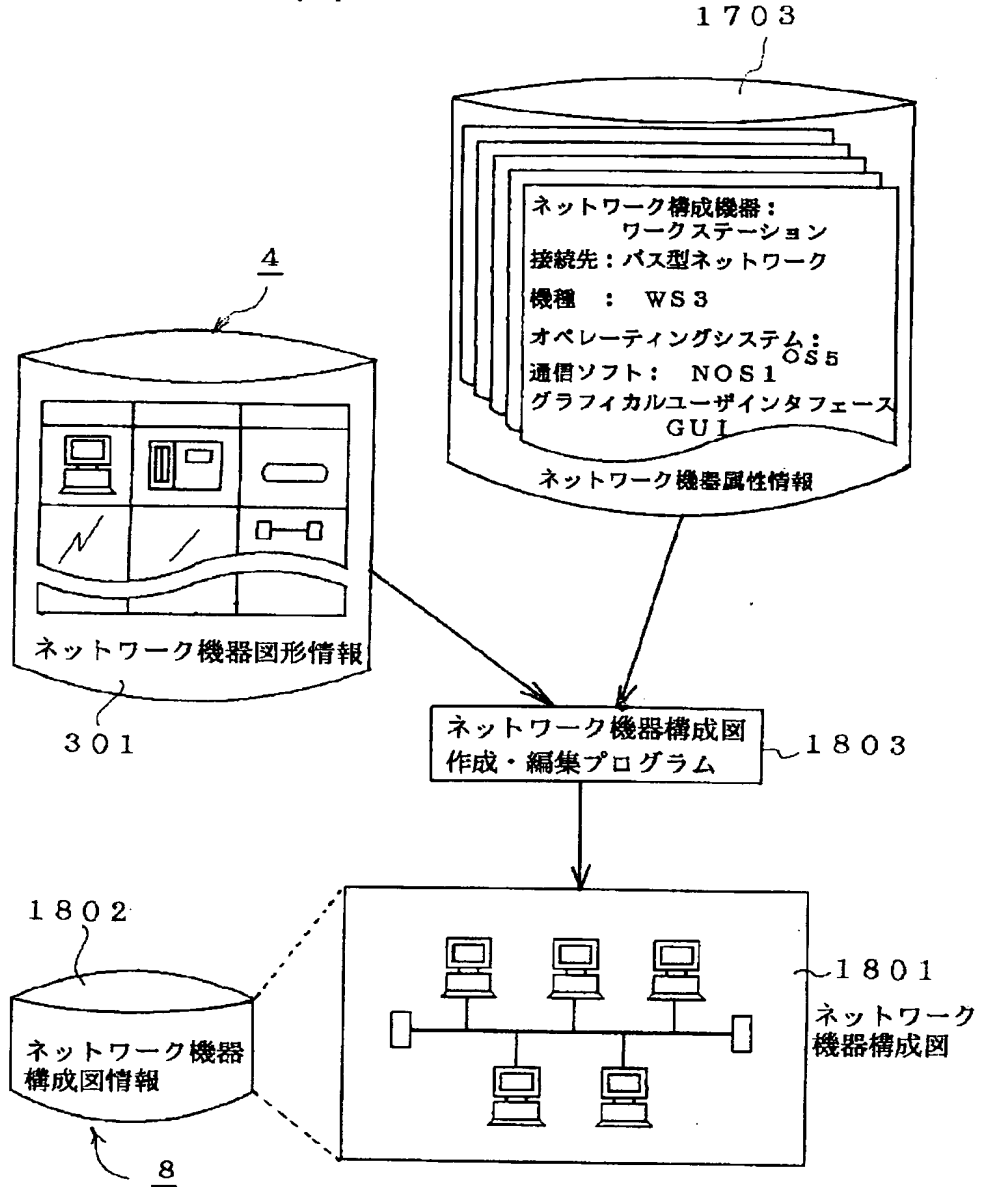 1703
ネットワーク構成機器：
ワークステーション
接続先：バス型ネットワーク
機種 ： WS3
オペレーティングシステム：
OS5
通信ソフト： NOS1
グラフィカルユーザインタフェース
GUI
ネットワーク機器属性情報
4
ネットワーク機器図形情報
301
ネットワーク機器構成図
作成・編集プログラム
1803
1802
ネットワーク機器
構成図情報
8
1801
ネットワーク
機器構成図